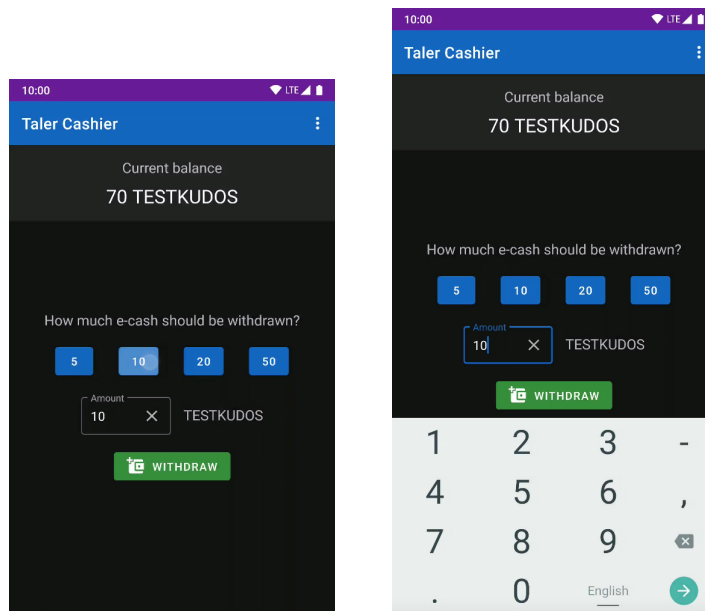 10:00 LTE
Taler Cashier
Current balance
70 TESTKUDOS
How much e-cash should be withdrawn?
5 10 20 50
Amount
10 TESTKUDOS
WITHDRAW
10:00 LTE
Taler Cashier
Current balance
70 TESTKUDOS
How much e-cash should be withdrawn?
5 10 20 50
Amount
10 TESTKUDOS
WITHDRAW
1 2 3 -
4 5 6 ,
7 8 9
. 0 English